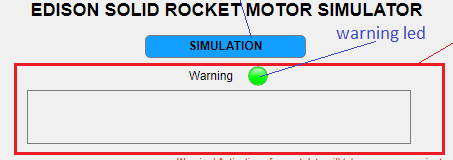 EDISON SOLID ROCKET MOTOR SIMULATOR
SIMULATION
warning led
Warning